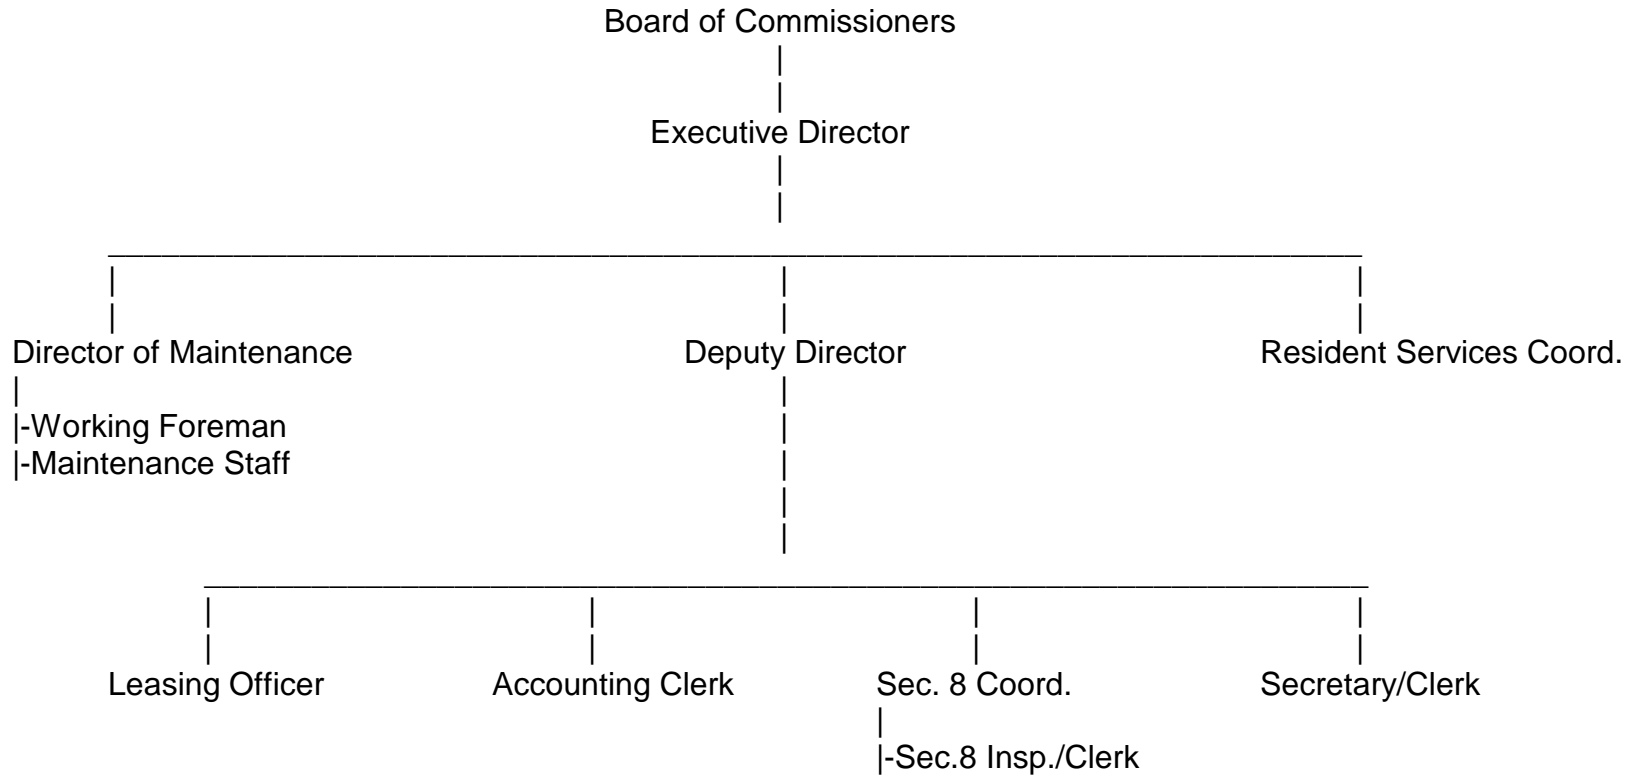 Board of Commissioners
Executive Director
Director of Maintenance Deputy Director Resident Services Coord.
|-Working Foreman
|-Maintenance Staff
Leasing Officer Accounting Clerk Sec. 8 Coord. Secretary/Clerk
|-Sec.8 Insp./Clerk